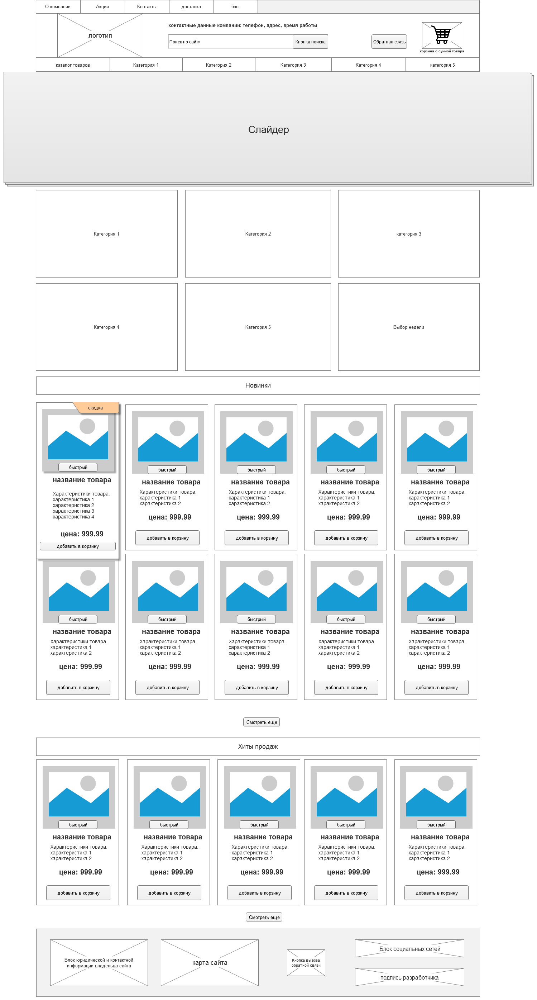 О компании
Акции
Контакты
доставка
блог
контактные данные компании: телефон, адрес, время работы
логотип
Поиск по сайту
Кнопка поиска
Обратная связь
корзина с суммой товара
каталог товаров
Категория 1
Категория 2
Категория 3
Категория 4
категория 5
Слайдер
Категория 1
Категория 2
категория 3
Категория 4
Категория 5
Выбор недели
Новинки
скидка
быстрый
название товара
Характеристики товара.
характеристика 1
характеристика 2
характеристика 3
характеристика 4
цена: 999.99
добавить в корзину
быстрый
название товара
Характеристики товара.
характеристика 1
характеристика 2
цена: 999.99
добавить в корзину
быстрый
название товара
Характеристики товара.
характеристика 1
характеристика 2
цена: 999.99
добавить в корзину
быстрый
название товара
Характеристики товара.
характеристика 1
характеристика 2
цена: 999.99
добавить в корзину
быстрый
название товара
Характеристики товара.
характеристика 1
характеристика 2
цена: 999.99
добавить в корзину
быстрый
название товара
Характеристики товара.
характеристика 1
характеристика 2
цена: 999.99
добавить в корзину
быстрый
название товара
Характеристики товара.
характеристика 1
характеристика 2
цена: 999.99
добавить в корзину
быстрый
название товара
Характеристики товара.
характеристика 1
характеристика 2
цена: 999.99
добавить в корзину
быстрый
название товара
Характеристики товара.
характеристика 1
характеристика 2
цена: 999.99
добавить в корзину
быстрый
название товара
Характеристики товара.
характеристика 1
характеристика 2
цена: 999.99
добавить в корзину
Смотреть ещё
Хиты продаж
быстрый
название товара
Характеристики товара.
характеристика 1
характеристика 2
цена: 999.99
добавить в корзину
быстрый
название товара
Характеристики товара.
характеристика 1
характеристика 2
цена: 999.99
добавить в корзину
быстрый
название товара
Характеристики товара.
характеристика 1
характеристика 2
цена: 999.99
добавить в корзину
быстрый
название товара
Характеристики товара.
характеристика 1
характеристика 2
цена: 999.99
добавить в корзину
быстрый
название товара
Характеристики товара.
характеристика 1
характеристика 2
цена: 999.99
добавить в корзину
Смотреть ещё
Блок юридической и контактной
информации владельца сайта
карта сайта
Кнопка вызова
обратной связи
Блок социальных сетей
подпись разработчика